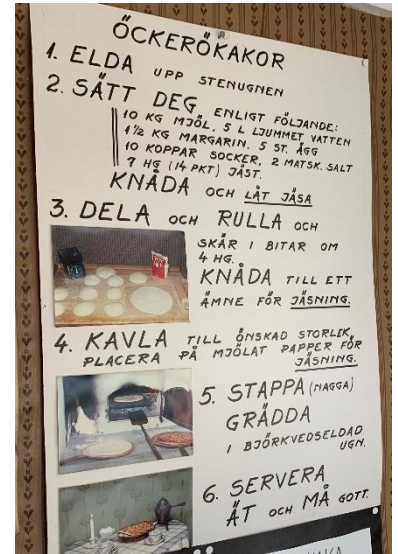 ÖCKERÖKAKOR
1. ELDA UPP STENUGNEN
2. SÄTT DEG, ENLIGT FÖLJANDE:
10 KG MJÖL, 5 L LJUMMET VATTEN
1 1/2 KG MARGARIN, 5 ST. ÄGG
10 KOPPAR SOCKER, 2 MATSK. SALT
7 HG (14 PKT) JÄST.
KNÅDA OCH LÅT JÄSA
3. DELA OCH RULLA OCH
SKÄR I BITAR OM
4 HG.
KNÅDA TILL ETT
ÄMNE FÖR JÄSNING.
4. KAVLA TILL ÖNSKAD STORLEK,
PLACERA PÅ MJÖLAT PAPPER FÖR
JÄSNING.
5. STAPPA (NAGGA)
GRÄDDA
I BJÖRKVEDSELDAD
UGN.
6. SERVERA
ÄT OCH MÅ GOTT.